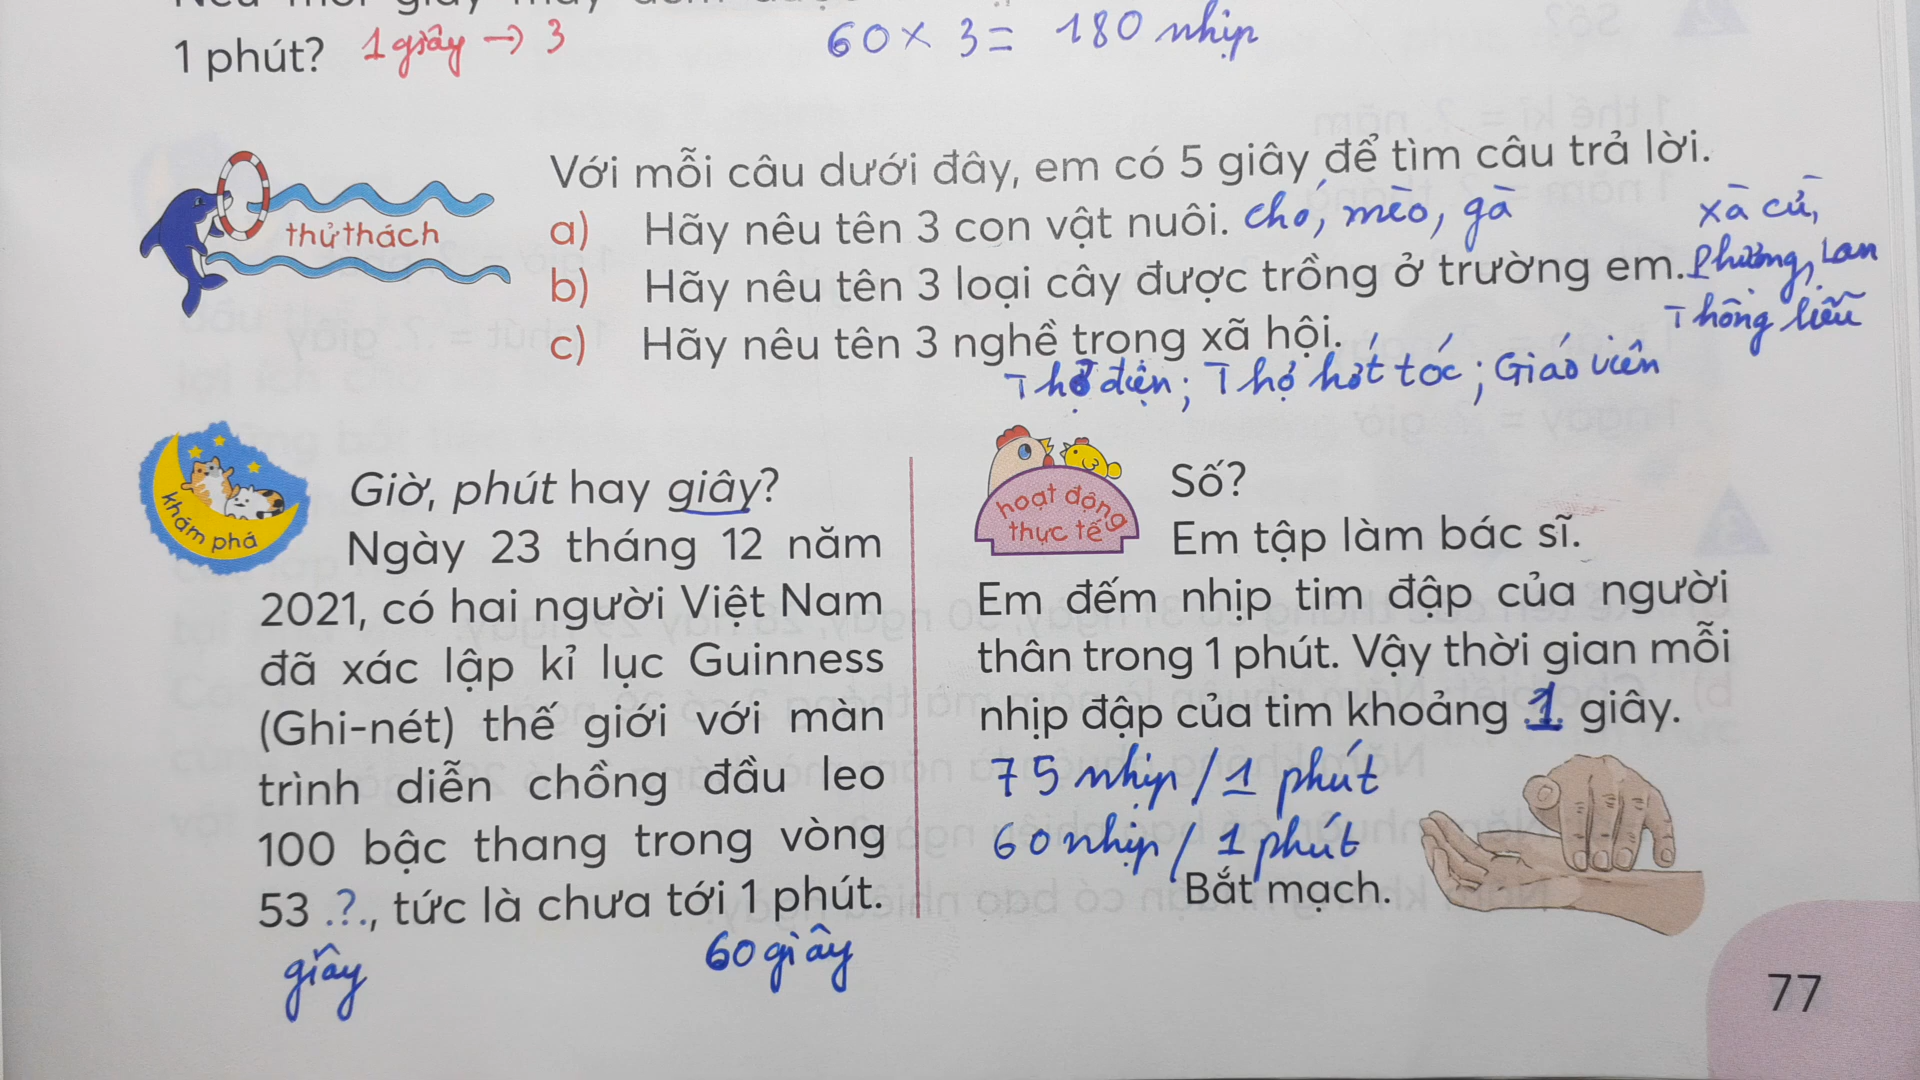 1 phút? 1 giây → 3 60 × 3 = 180 nhịp
thử thách
Với mỗi câu dưới đây, em có 5 giây để tìm câu trả lời.
a) Hãy nêu tên 3 con vật nuôi. chó, mèo, gà
xà cừ,
b) Hãy nêu tên 3 loại cây được trồng ở trường em. Phượng, Lan
Thông liễu
c) Hãy nêu tên 3 nghề trong xã hội.
Thợ điện; Thợ hớt tóc; Giáo viên
khám phá
Giờ, phút hay giây?
Ngày 23 tháng 12 năm
2021, có hai người Việt Nam
đã xác lập kỉ lục Guinness
(Ghi-nét) thế giới với màn
trình diễn chồng đầu leo
100 bậc thang trong vòng
53 .?., tức là chưa tới 1 phút.
giây 60 giây
hoạt động
thực tế
Số?
Em tập làm bác sĩ.
Em đếm nhịp tim đập của người
thân trong 1 phút. Vậy thời gian mỗi
nhịp đập của tim khoảng .1. giây.
75 nhịp / 1 phút
60 nhịp / 1 phút
Bắt mạch.
77